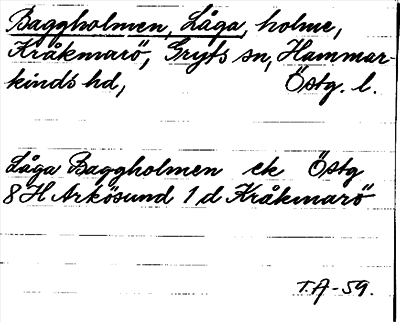 Baggholmen, Låga, holme,
Kråkmarö, Gryts sn, Hammar-
kinds hd, Östg. l.
Låga Baggholmen ek Östg
8 H Arkösund 1 d Kråkmarö
T.A-59.